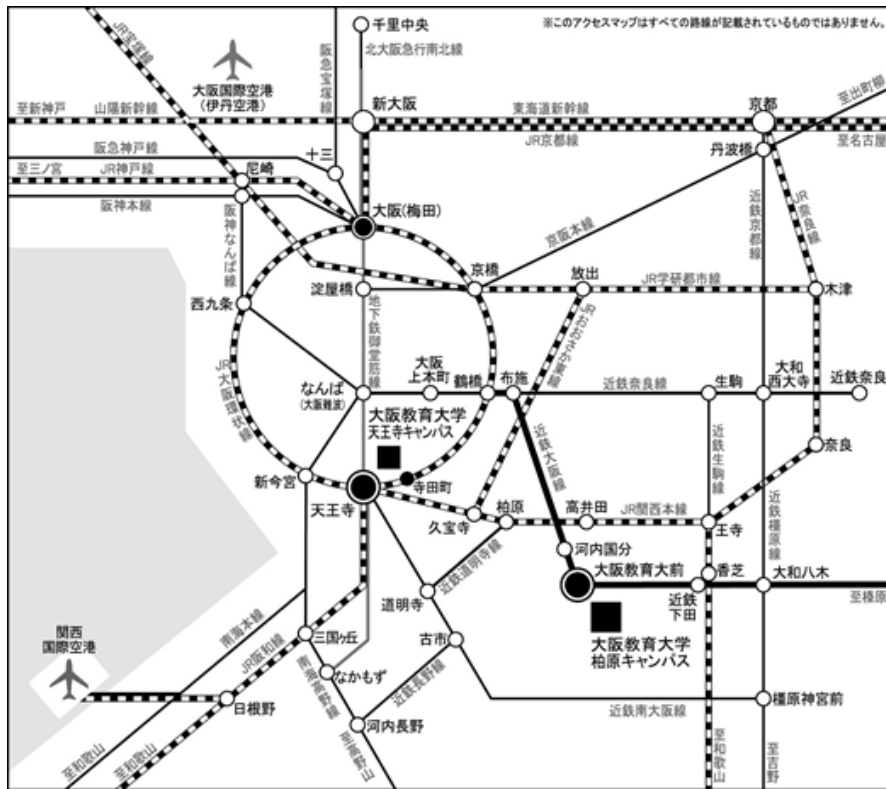 千里中央
※このアクセスマップはすべての路線が記載されているものではありません。
JR宝塚線
阪急宝塚線
北大阪急行南北線
大阪国際空港
(伊丹空港)
新大阪
京都
至出町柳
至新神戸
山陽新幹線
東海道新幹線
JR京都線
至名古屋
阪急神戸線
十三
丹波橋
至三ノ宮
JR神戸線
尼崎
阪神本線
阪神なんば線
大阪(梅田)
京阪本線
近鉄京都線
JR奈良線
京橋
放出
JR学研都市線
木津
淀屋橋
西九条
地下鉄御堂筋線
JRおおさか東線
JR大阪環状線
なんば
(大阪難波)
大阪
上本町
鶴橋
布施
近鉄奈良線
生駒
大和
西大寺
近鉄奈良
大阪教育大学
天王寺キャンパス
近鉄大阪線
近鉄生駒線
奈良
新今宮
天王寺
寺田町
久宝寺
柏原
高井田
JR関西本線
王寺
近鉄橿原線
河内国分
近鉄道明寺線
大阪教育大前
香芝
大和八木
道明寺
近鉄
下田
至榛原
南海本線
関西
国際空港
三国ヶ丘
古市
大阪教育大学
柏原キャンパス
JR阪和線
なかもず
南海高野線
近鉄長野線
日根野
河内長野
近鉄南大阪線
橿原神宮前
至和歌山
至和歌山
至高野山
至和歌山
至吉野